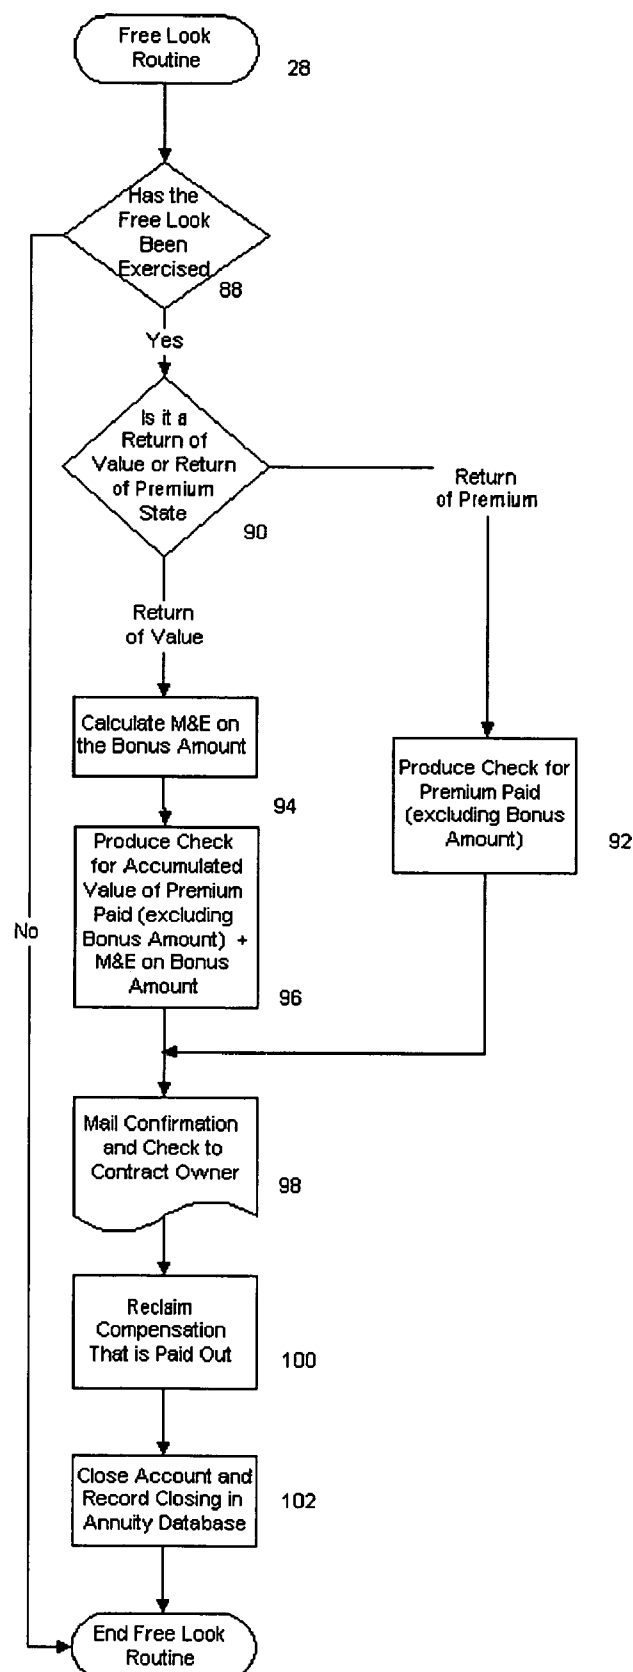 Free Look
Routine
28
Has the
Free Look
Been
Exercised
88
Yes
Is it a
Return of
Value or Return
of Premium
State
90
Return
of Premium
Return
of Value
Calculate M&E on
the Bonus Amount
94
Produce Check for
Premium Paid
(excluding Bonus
Amount)
92
Produce Check
for Accumulated
Value of Premium
Paid (excluding
Bonus Amount) +
M&E on Bonus
Amount
96
No
Mail Confirmation
and Check to
Contract Owner
98
Reclaim
Compensation
That is Paid Out
100
Close Account and
Record Closing in
Annuity Database
102
End Free Look
Routine